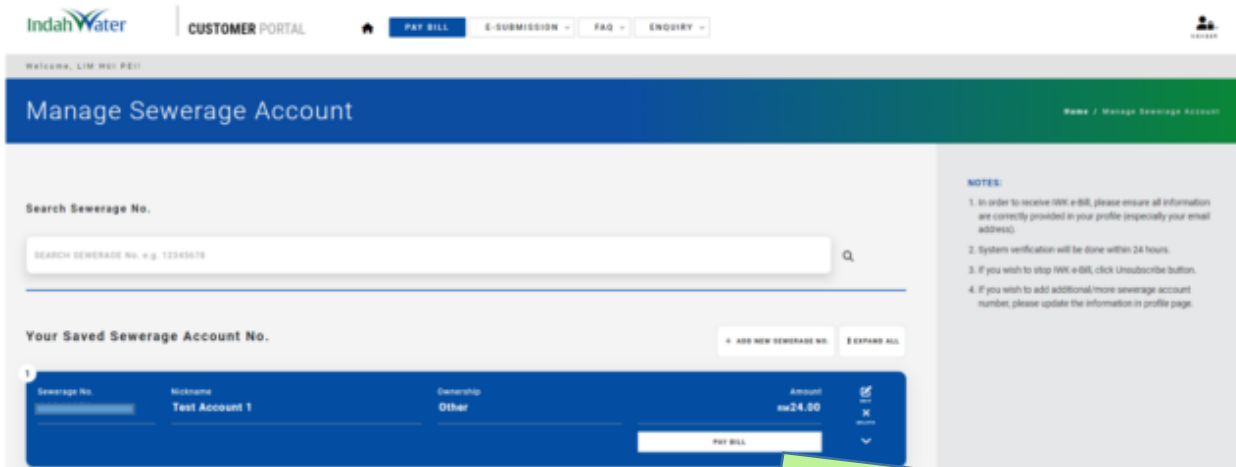 IndahWater
CUSTOMER PORTAL
PAY BILL
E-SUBMISSION
FAQ
ENQUIRY
Welcome, LIM HUI PEI!
Manage Sewerage Account
Home / Manage Sewerage Account
Search Sewerage No.
SEARCH SEWERAGE No. e.g. 12345678
Your Saved Sewerage Account No.
+ ADD NEW SEWERAGE NO.
EXPAND ALL
1
Sewerage No.
Nickname
Ownership
Amount
Test Account 1
Other
RM24.00
PAY BILL
NOTES:
1. In order to receive IWK e-Bill, please ensure all information
are correctly provided in your profile (especially your email
address).
2. System verification will be done within 24 hours.
3. If you wish to stop IWK e-Bill, click Unsubscribe button.
4. If you wish to add additional/more sewerage account
number, please update the information in profile page.